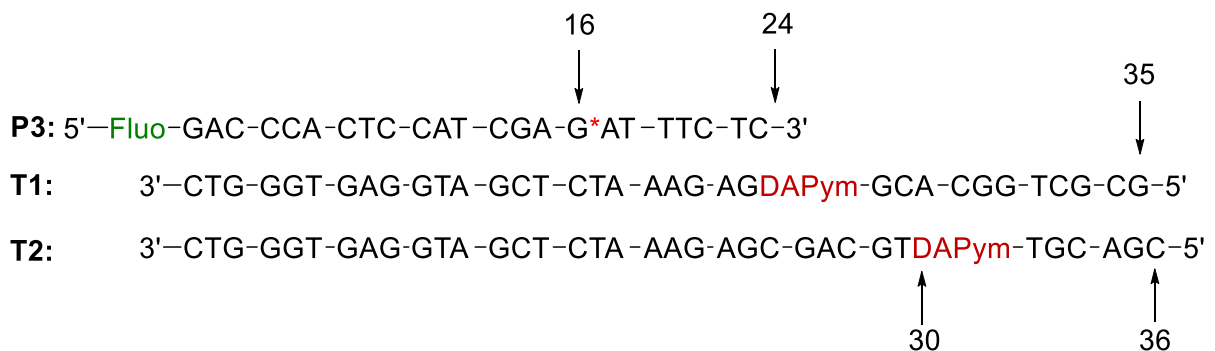 16 24
35
P3: 5'-Fluo-GAC-CCA-CTC-CAT-CGA-G*AT-TTC-TC-3'
T1: 3'-CTG-GGT-GAG-GTA-GCT-CTA-AAG-AGDAPym-GCA-CGG-TCG-CG-5'
T2: 3'-CTG-GGT-GAG-GTA-GCT-CTA-AAG-AGC-GAC-GTDAPym-TGC-AGC-5'
30 36